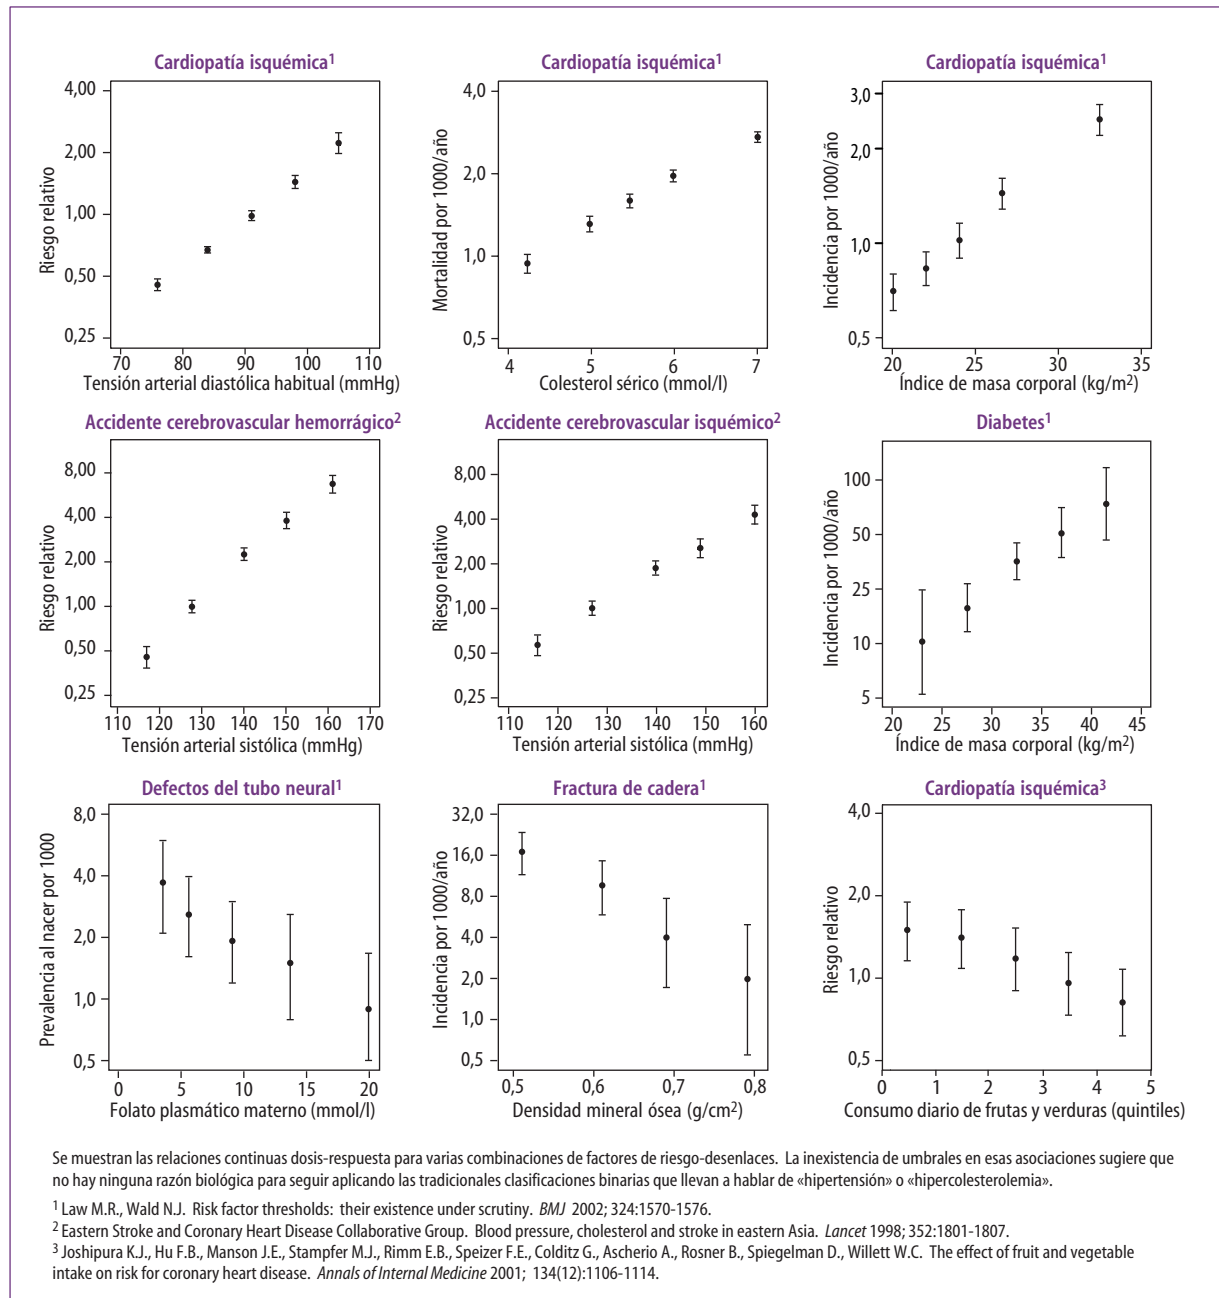 Cardiopatía isquémica1
4,00
2,00
1,00
0,50
0,25
Riesgo relativo
70 80 90 100 110
Tensión arterial diastólica habitual (mmHg)
Cardiopatía isquémica1
4,0
2,0
1,0
0,5
Mortalidad por 1000/año
4 5 6 7
Colesterol sérico (mmol/l)
Cardiopatía isquémica1
3,0
2,0
1,0
0,5
Incidencia por 1000/año
20 25 30 35
Índice de masa corporal (kg/m2)
Accidente cerebrovascular hemorrágico2
8,00
4,00
2,00
1,00
0,50
0,25
Riesgo relativo
110 120 130 140 150 160 170
Tensión arterial sistólica (mmHg)
Accidente cerebrovascular isquémico2
8,00
4,00
2,00
1,00
0,50
0,25
Riesgo relativo
110 120 130 140 150 160
Tensión arterial sistólica (mmHg)
Diabetes1
100
50
25
10
5
Incidencia por 1000/año
20 25 30 35 40 45
Índice de masa corporal (kg/m2)
Defectos del tubo neural1
8,0
4,0
2,0
1,0
0,5
Prevalencia al nacer por 1000
0 5 10 15 20
Folato plasmático materno (mmol/l)
Fractura de cadera1
32,0
16,0
8,0
4,0
2,0
1,0
0,5
Incidencia por 1000/año
0,5 0,6 0,7 0,8
Densidad mineral ósea (g/cm2)
Cardiopatía isquémica3
4,0
2,0
1,0
0,5
Riesgo relativo
0 1 2 3 4 5
Consumo diario de frutas y verduras (quintiles)
Se muestran las relaciones continuas dosis-respuesta para varias combinaciones de factores de riesgo-desenlaces. La inexistencia de umbrales en esas asociaciones sugiere que
no hay ninguna razón biológica para seguir aplicando las tradicionales clasificaciones binarias que llevan a hablar de «hipertensión» o «hipercolesterolemia».
1 Law M.R., Wald N.J. Risk factor thresholds: their existence under scrutiny. BMJ 2002; 324:1570-1576.
2 Eastern Stroke and Coronary Heart Disease Collaborative Group. Blood pressure, cholesterol and stroke in eastern Asia. Lancet 1998; 352:1801-1807.
3 Joshipura K.J., Hu F.B., Manson J.E., Stampfer M.J., Rimm E.B., Speizer F.E., Colditz G., Ascherio A., Rosner B., Spiegelman D., Willett W.C. The effect of fruit and vegetable
intake on risk for coronary heart disease. Annals of Internal Medicine 2001; 134(12):1106-1114.